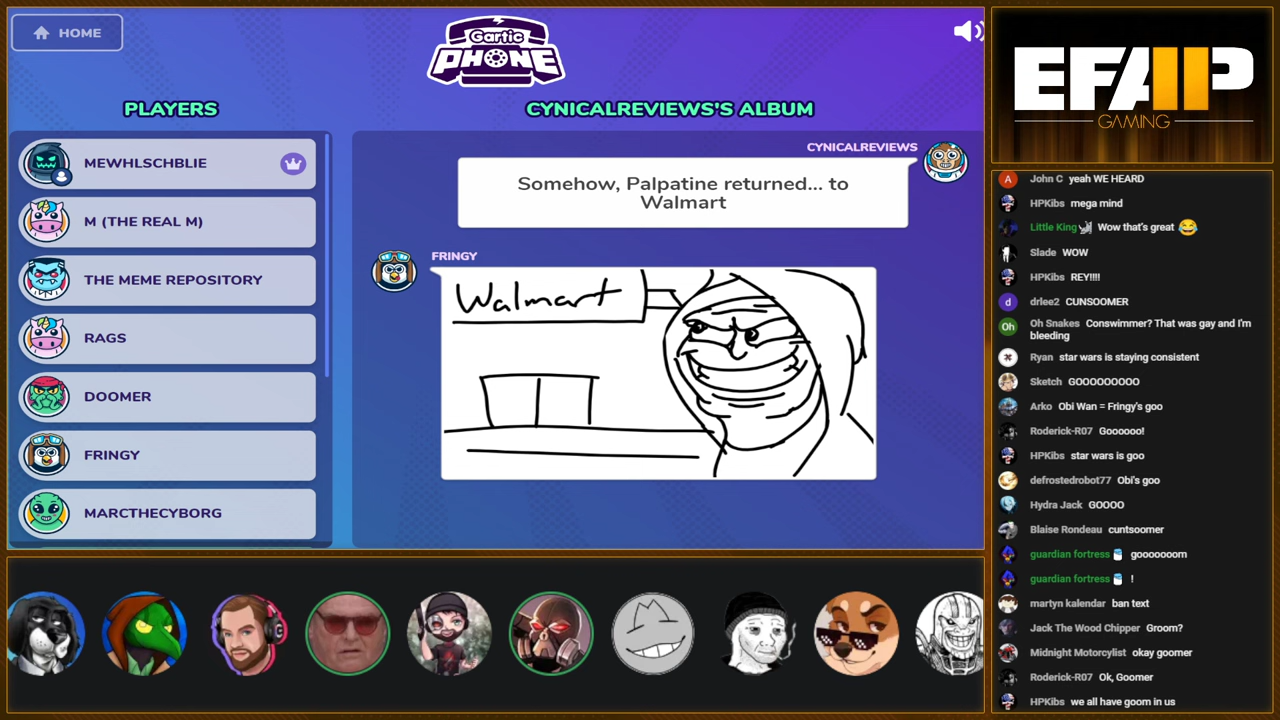 HOME
Gartic
PHONE
PLAYERS
MEWHLSCHBLIE
M (THE REAL M)
THE MEME REPOSITORY
RAGS
DOOMER
FRINGY
MARCTHECYBORG
CYNICALREVIEWS'S ALBUM
CYNICALREVIEWS
Somehow, Palpatine returned... to
Walmart
FRINGY
Walmart
EFAP
GAMING
John C yeah WE HEARD
HPKibs mega mind
Little King Wow that's great
Slade WOW
HPKibs REY!!!!
drlee2 CUNSOOMER
Oh Snakes Conswimmer? That was gay and I'm
bleeding
Ryan star wars is staying consistent
Sketch GOOOOOOOOO
Arko Obi Wan = Fringy's goo
Roderick-R07 Goooooo!
HPKibs star wars is goo
defrostedrobot77 Obi's goo
Hydra Jack GOOOO
Blaise Rondeau cuntsoomer
guardian fortress gooooooom
guardian fortress !
martyn kalendar ban text
Jack The Wood Chipper Groom?
Midnight Motorcylist okay goomer
Roderick-R07 Ok, Goomer
HPKibs we all have goom in us
A
d
Oh